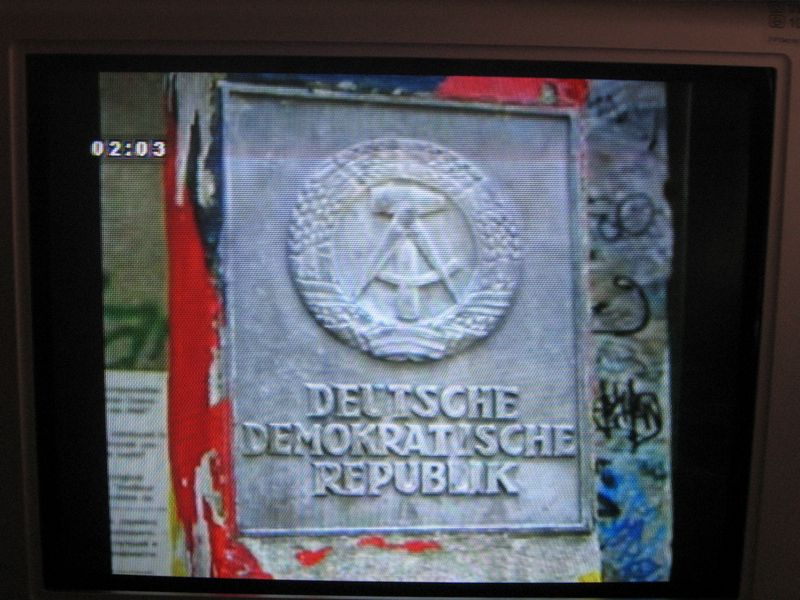 02:03
DEUTSCHE
DEMOKRATISCHE
REPUBLIK